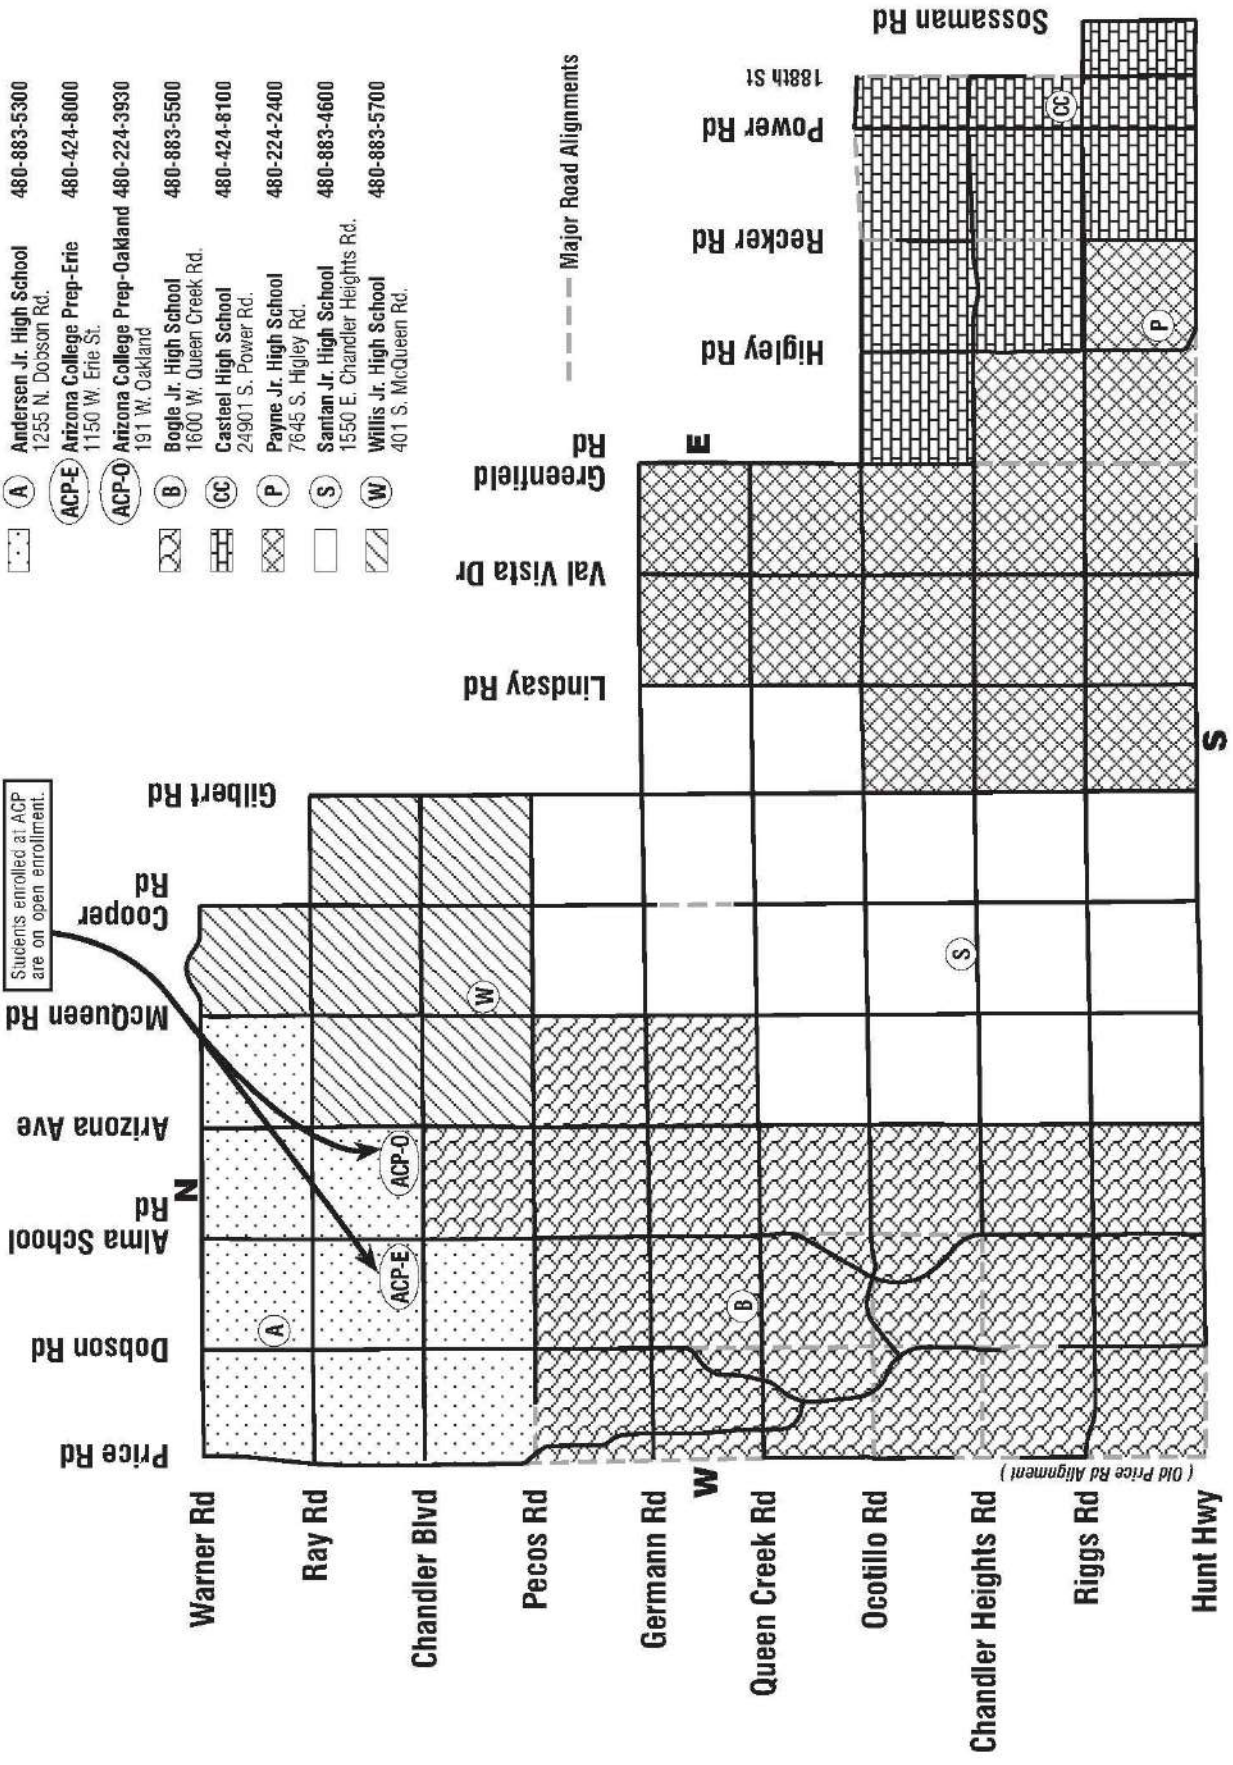 Andersen Jr. High School 480-883-5300
1255 N. Dobson Rd.
A
Arizona College Prep-Erie 480-424-8000
1150 W. Erie St.
ACP-E
Arizona College Prep-Oakland 480-224-3930
191 W. Oakland
ACP-O
Bogle Jr. High School 480-883-5500
1600 W. Queen Creek Rd.
B
Casteel High School 480-424-8100
24901 S. Power Rd.
CC
Payne Jr. High School 480-224-2400
7645 S. Higley Rd.
P
Santan Jr. High School 480-883-4600
1550 E. Chandler Heights Rd.
S
Willis Jr. High School 480-883-5700
401 S. McQueen Rd.
W
Major Road Alignments
Students enrolled at ACP
are on open enrollment.
Price Rd
Dobson Rd
Alma School
Rd
Arizona Ave
McQueen Rd
Cooper
Rd
Gilbert Rd
Lindsay Rd
Val Vista Dr
Greenfield
Rd
Higley Rd
Recker Rd
Power Rd
188th St
Sossaman Rd
N
E
S
W
Warner Rd
Ray Rd
Chandler Blvd
Pecos Rd
Germann Rd
Queen Creek Rd
Ocotillo Rd
Chandler Heights Rd
Riggs Rd
Hunt Hwy
( Old Price Rd Alignment )
A
ACP-E
ACP-O
W
B
S
P
CC